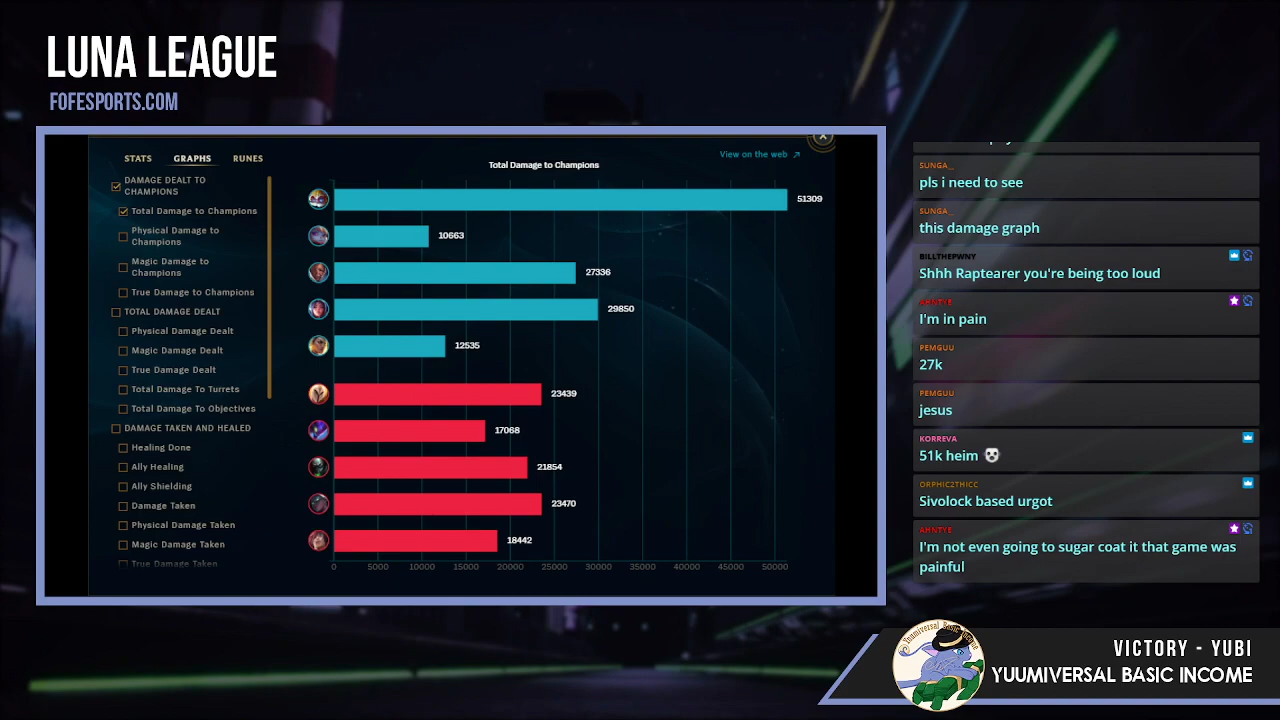 LUNA LEAGUE
FOFESPORTS.COM
STATS GRAPHS RUNES
View on the web
Total Damage to Champions
DAMAGE DEALT TO
CHAMPIONS
Total Damage to Champions
Physical Damage to
Champions
Magic Damage to
Champions
True Damage to Champions
TOTAL DAMAGE DEALT
Physical Damage Dealt
Magic Damage Dealt
True Damage Dealt
Total Damage To Turrets
Total Damage To Objectives
DAMAGE TAKEN AND HEALED
Healing Done
Ally Healing
Ally Shielding
Damage Taken
Physical Damage Taken
Magic Damage Taken
True Damage Taken
51309
10663
27336
29850
12535
23439
17068
21854
23470
18442
0 5000 10000 15000 20000 25000 30000 35000 40000 45000 50000
SUNGA_
pls i need to see
SUNGA_
this damage graph
BILLTHEPWNY
Shhh Raptearer you're being too loud
AHNTYE
I'm in pain
PEMGUU
27k
PEMGUU
jesus
KORREVA
51k heim 💀
ORPHIC2THICC
Sivolock based urgot
AHNTYE
I'm not even going to sugar coat it that game was
painful
VICTORY - YUBI
YUUMIVERSAL BASIC INCOME